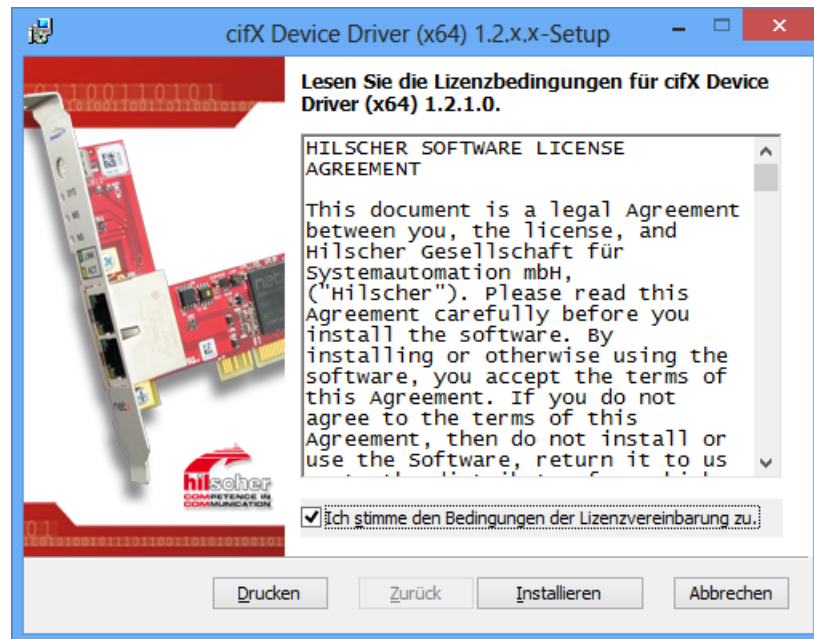 cifX Device Driver (x64) 1.2.x.x-Setup
Lesen Sie die Lizenzbedingungen für cifX Device
Driver (x64) 1.2.1.0.
HILSCHER SOFTWARE LICENSE
AGREEMENT
This document is a legal Agreement
between you, the license, and
Hilscher Gesellschaft für
Systemautomation mbH,
("Hilscher"). Please read this
Agreement carefully before you
install the software. By
installing or otherwise using the
software, you accept the terms of
this Agreement. If you do not
agree to the terms of this
Agreement, then do not install or
use the Software, return it to us
hilscher
COMPETENCE IN
COMMUNICATION
Ich stimme den Bedingungen der Lizenzvereinbarung zu.
Drucken
Zurück
Installieren
Abbrechen